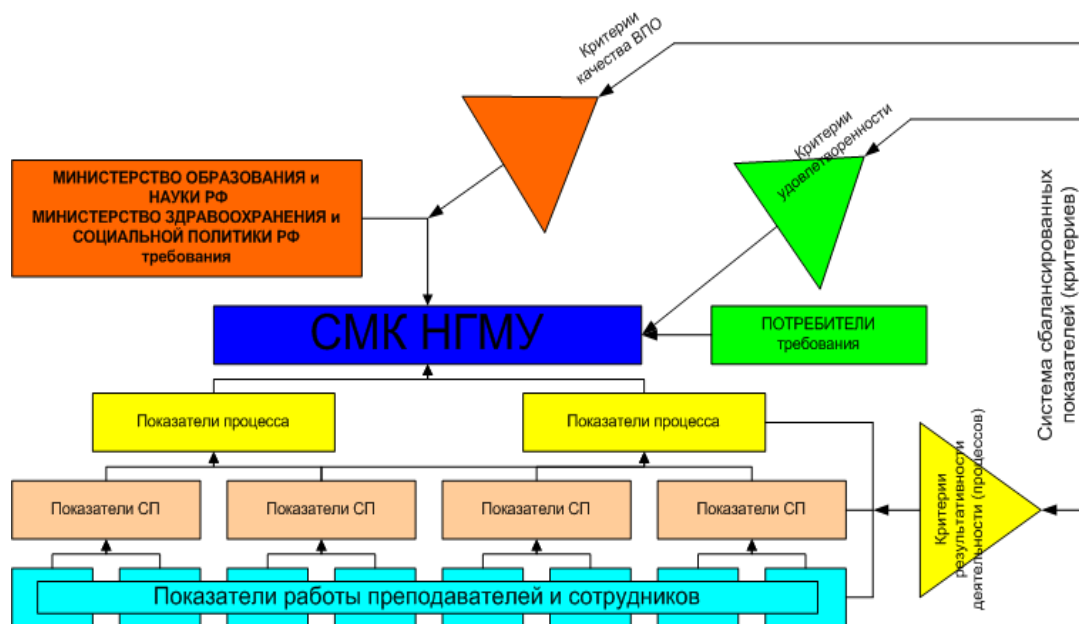 Критерии
качества ВПО
Критерии
удовлетворенности
МИНИСТЕРСТВО ОБРАЗОВАНИЯ и
НАУКИ РФ
МИНИСТЕРСТВО ЗДРАВООХРАНЕНИЯ и
СОЦИАЛЬНОЙ ПОЛИТИКИ РФ
требования
СМК НГМУ
ПОТРЕБИТЕЛИ
требования
Система сбалансированных
показателей (критериев)
Показатели процесса
Показатели процесса
Показатели СП
Показатели СП
Показатели СП
Показатели СП
Критерии
результативности
деятельности (процессов)
Показатели работы преподавателей и сотрудников